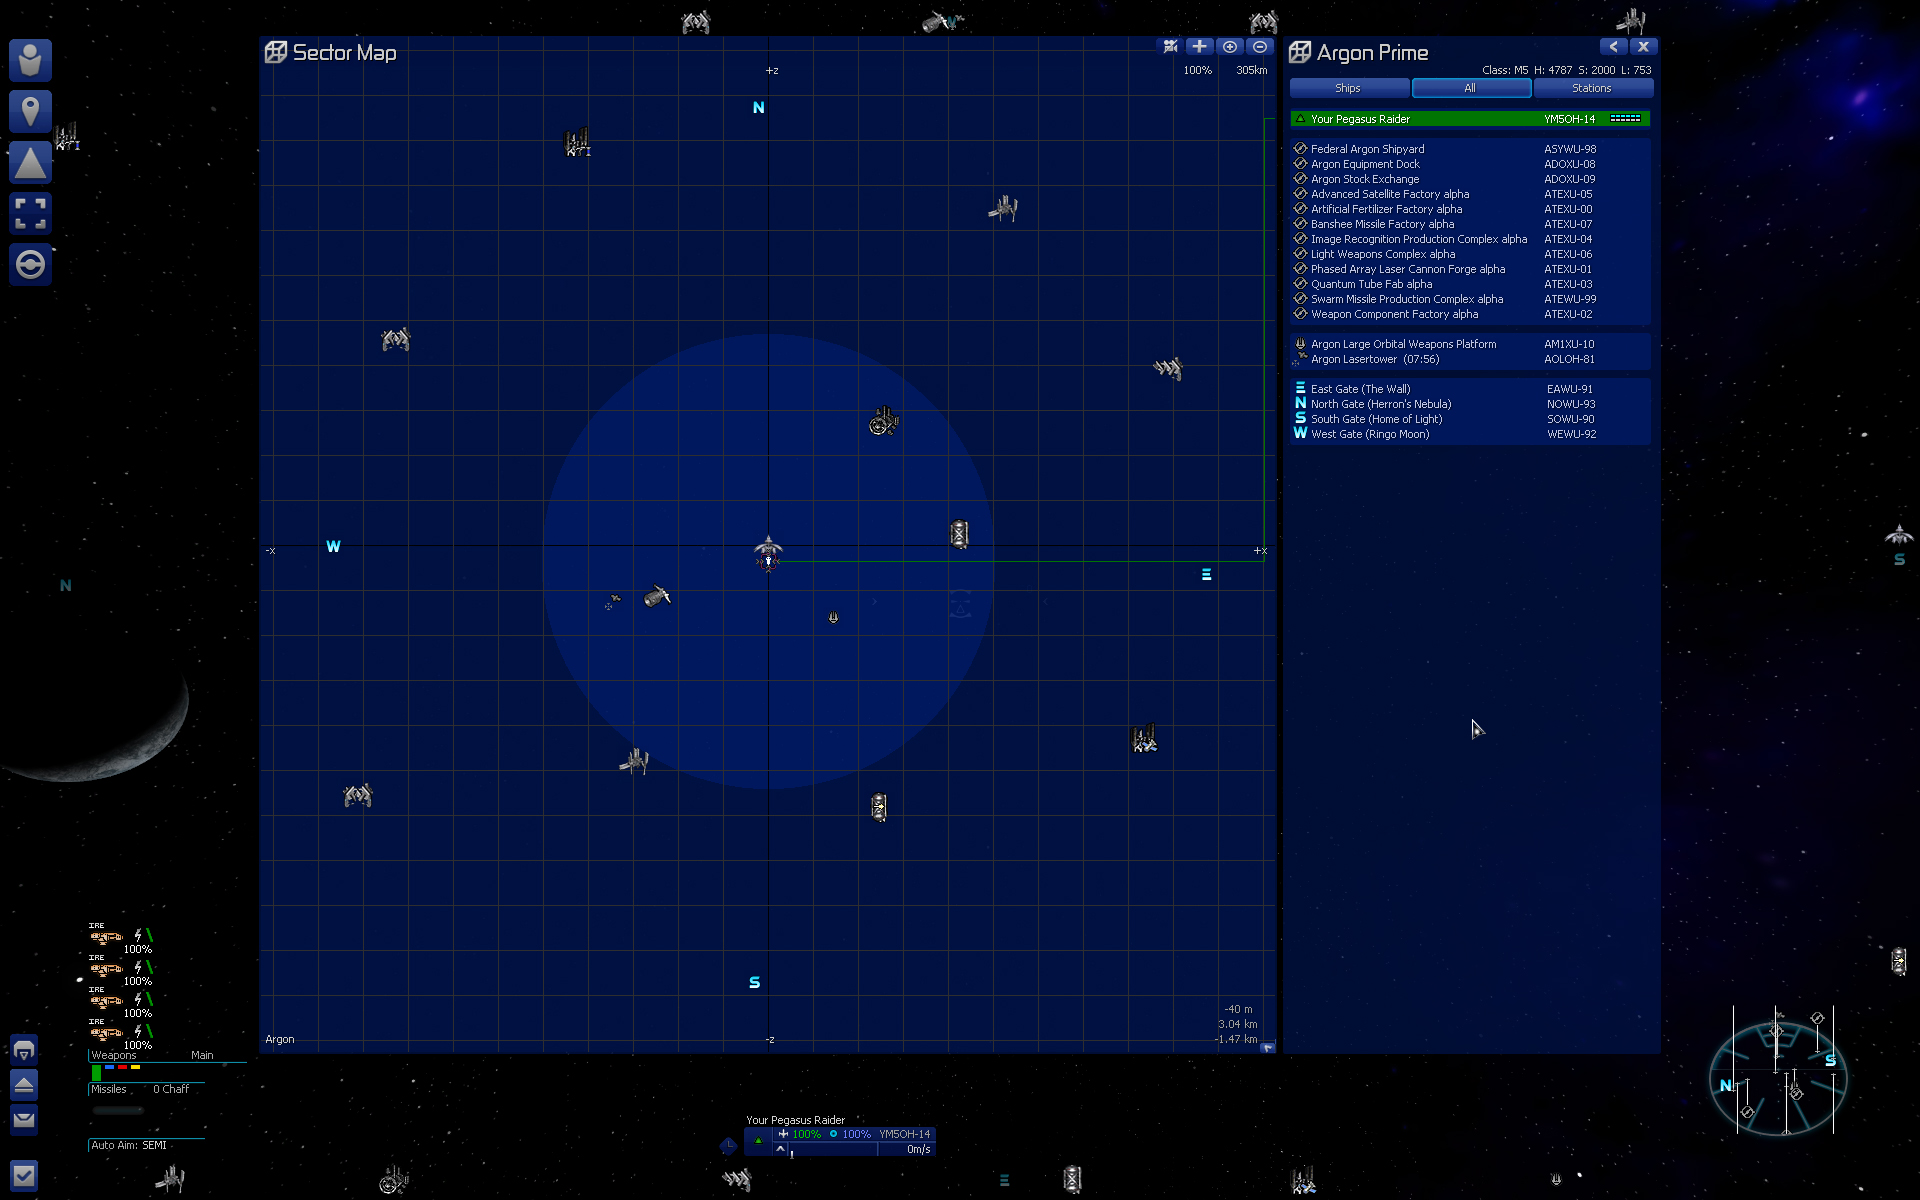 Sector Map
100% 305km
+z
N
-x
W
+x
E
S
-40 m
3.04 km
-1.47 km
Argon
-z
Argon Prime
Class: M5 H: 4787 S: 2000 L: 753
Ships All Stations
Your Pegasus Raider YM5OH-14
Federal Argon Shipyard ASYWU-98
Argon Equipment Dock ADOXU-08
Argon Stock Exchange ADOXU-09
Advanced Satellite Factory alpha ATEXU-05
Artificial Fertilizer Factory alpha ATEXU-00
Banshee Missile Factory alpha ATEXU-07
Image Recognition Production Complex alpha ATEXU-04
Light Weapons Complex alpha ATEXU-06
Phased Array Laser Cannon Forge alpha ATEXU-01
Quantum Tube Fab alpha ATEXU-03
Swarm Missile Production Complex alpha ATEWU-99
Weapon Component Factory alpha ATEXU-02
Argon Large Orbital Weapons Platform AM1XU-10
Argon Lasertower (07:56) AOLOH-81
E East Gate (The Wall) EAWU-91
N North Gate (Herron's Nebula) NOWU-93
S South Gate (Home of Light) SOWU-90
W West Gate (Ringo Moon) WEWU-92
N
S
IRE
100%
IRE
100%
IRE
100%
IRE
100%
Weapons Main
Missiles 0 Chaff
Auto Aim: SEMI
Your Pegasus Raider
100% 100% YM5OH-14
0m/s
E
N
S